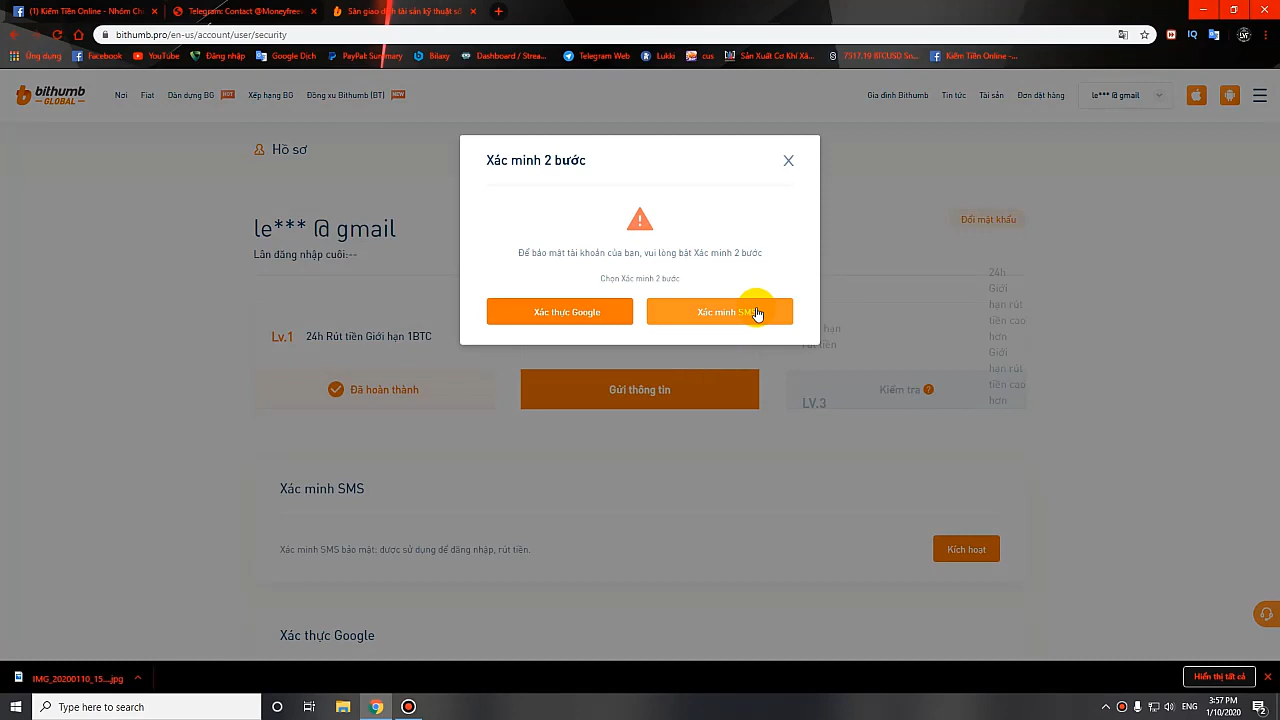 (1) Kiếm Tiền Online - Nhóm Ch
Telegram: Contact @Moneyfreev
Sàn giao dịch tài sản kỹ thuật số
bithumb.pro/en-us/account/user/security
Ứng dụng
Facebook
YouTube
Đăng nhập
Google Dịch
PayPak Summary
Bilaxy
Dashboard / Strea...
Telegram Web
Lukki
cus
Sản Xuất Cơ Khí Xâ...
7517.19 BTCUSD Sn...
Kiếm Tiền Online -...
bithumb
GLOBAL
Nơi
Fiat
Dân dựng BG
HOT
Xếp hạng BG
Đồng xu Bithumb (BT)
NEW
Gia đình Bithumb
Tin tức
Tài sản
Đơn đặt hàng
le*** @ gmail
Hồ sơ
Xác minh 2 bước
le*** @ gmail
Đổi mật khẩu
Lần đăng nhập cuối:--
Để bảo mật tài khoản của bạn, vui lòng bật Xác minh 2 bước
Chọn Xác minh 2 bước
Xác thực Google
Xác minh SMS
Lv.1
24h Rút tiền Giới hạn 1BTC
24h
Giới
hạn rút
tiền cao
hơn
Giới
hạn rút
tiền cao
hơn
Đã hoàn thành
Gửi thông tin
Kiểm tra
LV.3
Xác minh SMS
Xác minh SMS bảo mật: được sử dụng để đăng nhập, rút tiền.
Kích hoạt
Xác thực Google
IMG_20200110_15....jpg
Hiển thị tất cả
Type here to search
ENG
3:57 PM
1/10/2020